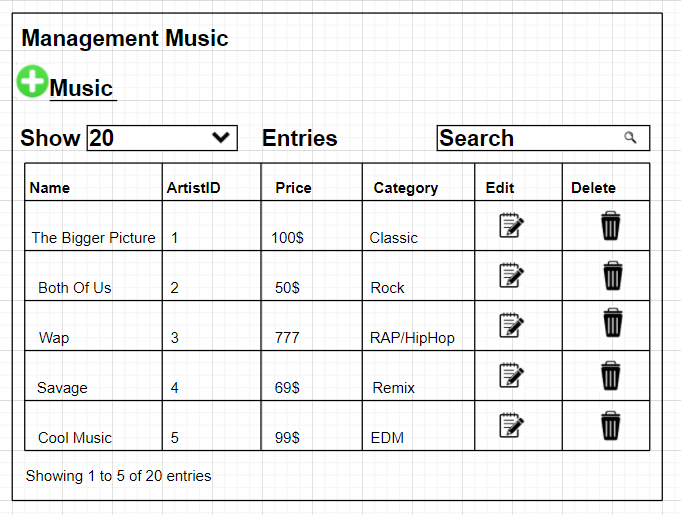 Management Music
Music
Show 20 Entries Search
Name ArtistID Price Category Edit Delete
The Bigger Picture 1 100$ Classic
Both Of Us 2 50$ Rock
Wap 3 777 RAP/HipHop
Savage 4 69$ Remix
Cool Music 5 99$ EDM
Showing 1 to 5 of 20 entries